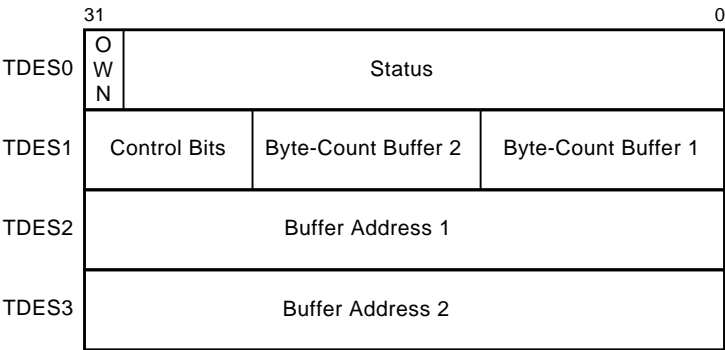 31 0
TDES0 O W N Status
TDES1 Control Bits Byte-Count Buffer 2 Byte-Count Buffer 1
TDES2 Buffer Address 1
TDES3 Buffer Address 2